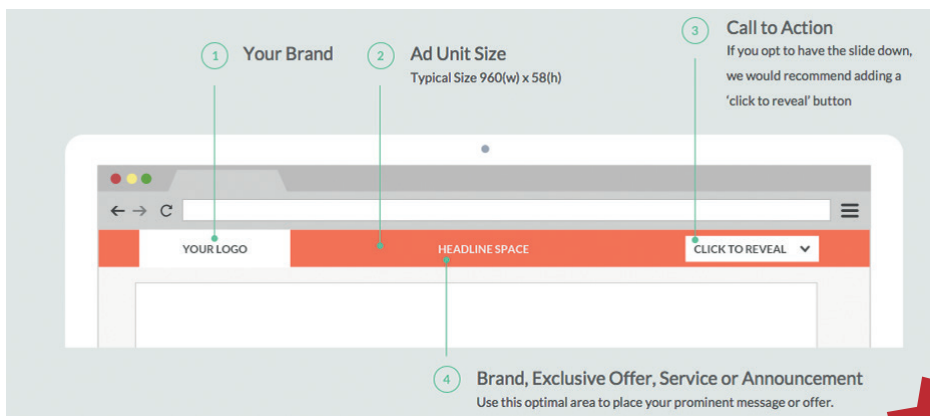 1 Your Brand
2 Ad Unit Size
Typical Size 960(w) x 58(h)
3 Call to Action
If you opt to have the slide down,
we would recommend adding a
‘click to reveal’ button
YOUR LOGO
HEADLINE SPACE
CLICK TO REVEAL
4 Brand, Exclusive Offer, Service or Announcement
Use this optimal area to place your prominent message or offer.